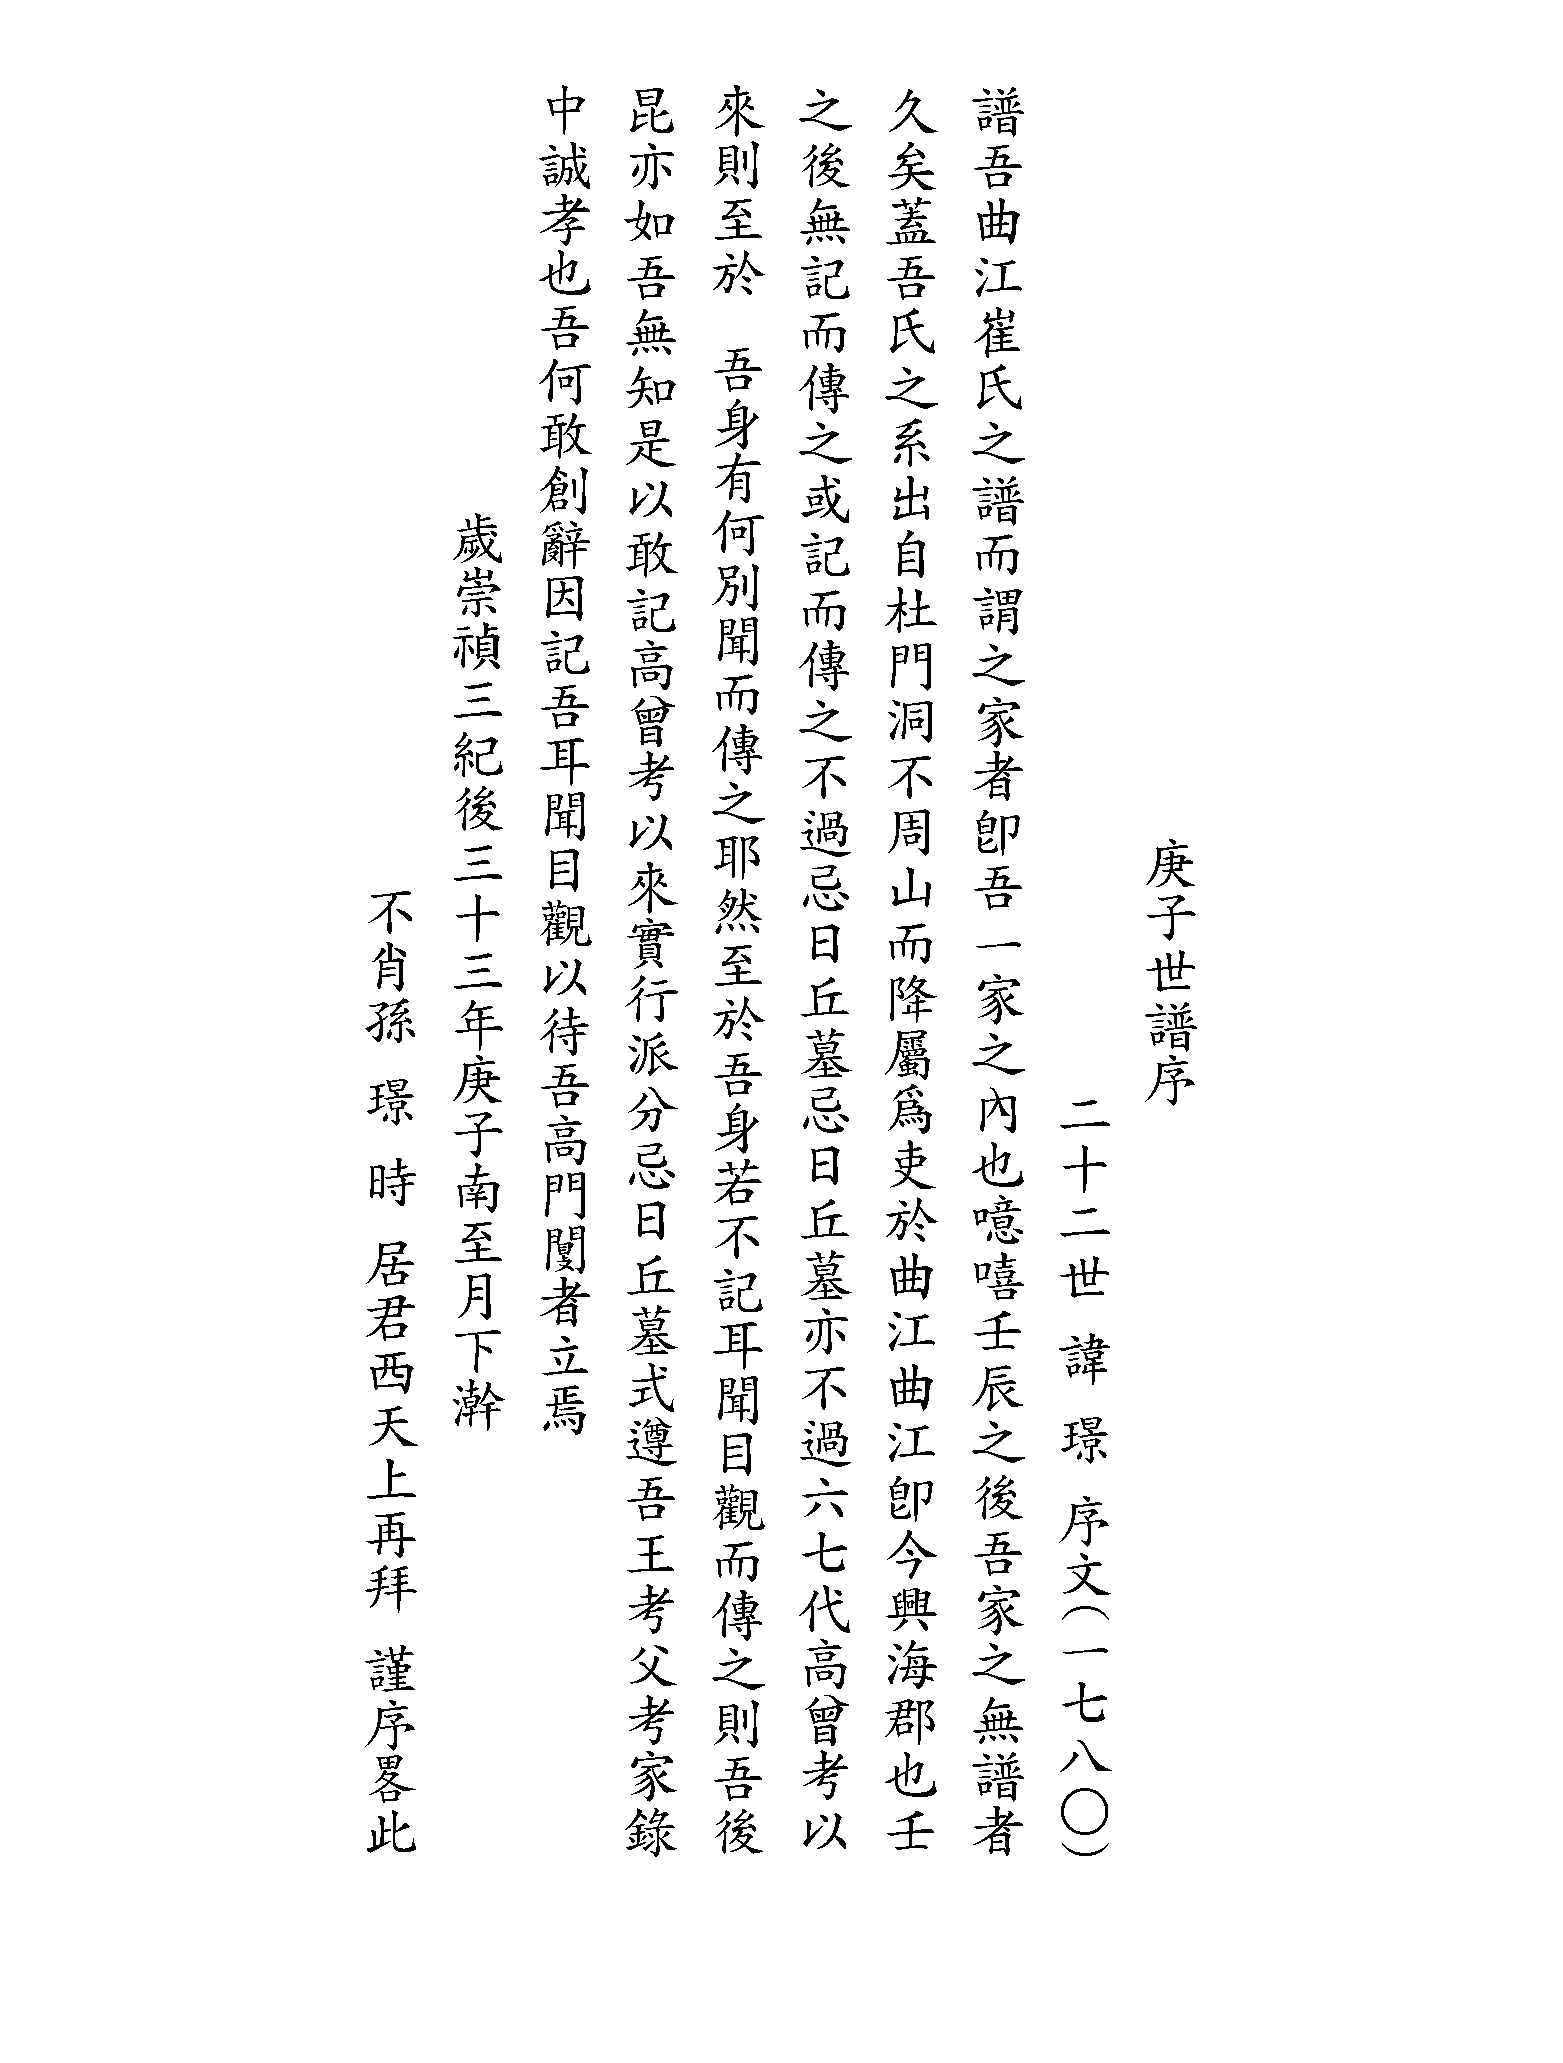 庚子世譜序
二十二世 諱 璟 序文(一七八〇)
譜吾曲江崔氏之譜而謂之家者卽吾一家之內也噫嘻壬辰之後吾家之無譜者
久矣蓋吾氏之系出自杜門洞不周山而降屬爲吏於曲江曲江卽今興海郡也壬
之後無記而傳之或記而傳之不過忌日丘墓忌日丘墓亦不過六七代高曾考以
來則至於 吾身有何別聞而傳之耶然至於吾身若不記耳聞目觀而傳之則吾後
昆亦如吾無知是以敢記高曾考以來實行派分忌日丘墓式遵吾王考父考家錄
中誠孝也吾何敢創辭因記吾耳聞目觀以待吾高門闅者立焉
歲崇禎三紀後三十三年庚子南至月下澣
不肖孫 璟 時 居君西天上再拜 謹序畧此